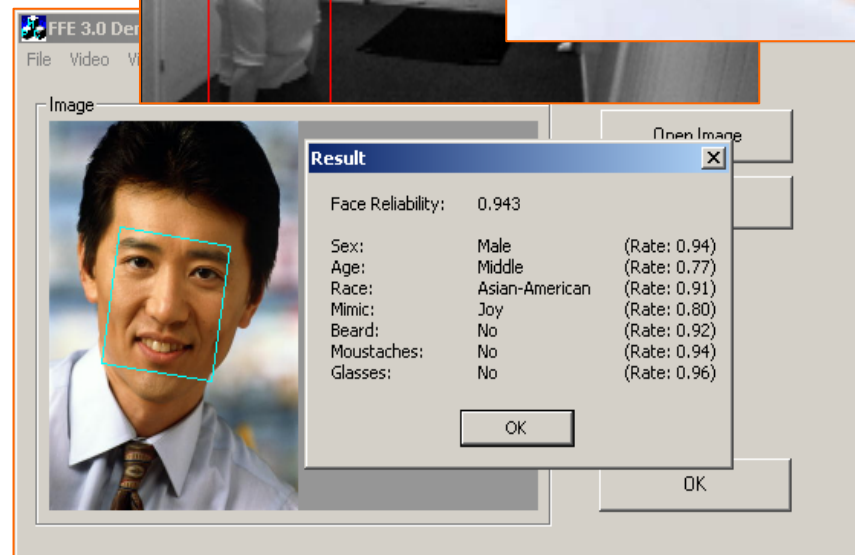 FFE 3.0 Der
File Video Vi
Image
Open Image
Result
Face Reliability: 0.943
Sex: Male (Rate: 0.94)
Age: Middle (Rate: 0.77)
Race: Asian-American (Rate: 0.91)
Mimic: Joy (Rate: 0.80)
Beard: No (Rate: 0.92)
Moustaches: No (Rate: 0.94)
Glasses: No (Rate: 0.96)
OK
OK